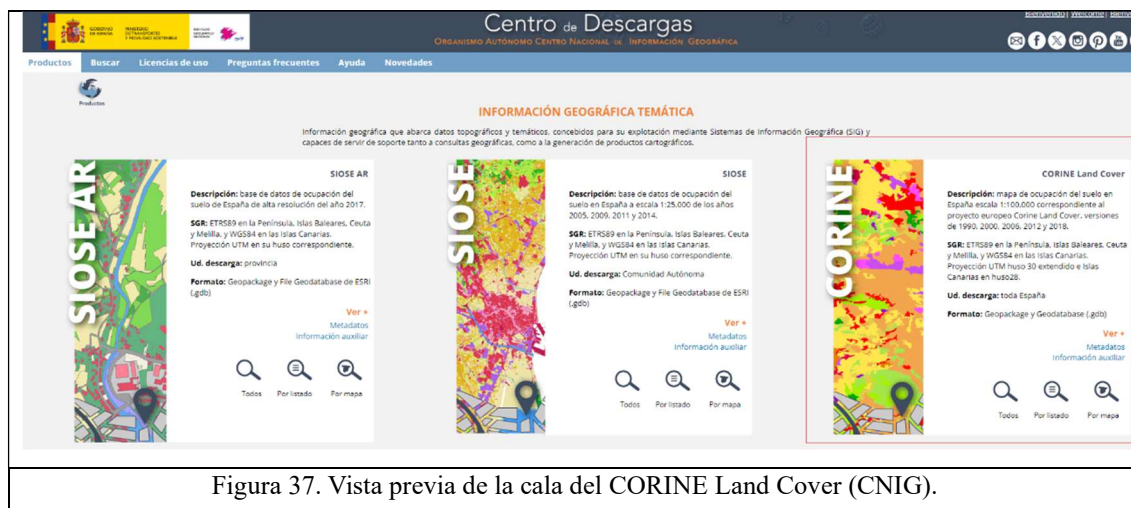 Bienvenido | Welcome |
GOBIERNO DE ESPAÑA
MINISTERIO DE TRANSPORTES Y MOVILIDAD SOSTENIBLE
Centro de Descargas
ORGANISMO AUTÓNOMO CENTRO NACIONAL DE INFORMACIÓN GEOGRÁFICA
Productos Buscar Licencias de uso Preguntas frecuentes Ayuda Novedades
Productos
INFORMACIÓN GEOGRÁFICA TEMÁTICA
Información geográfica que abarca datos topográficos y temáticos, concebidos para su explotación mediante Sistemas de Información Geográfica (SIG) y
capaces de servir de soporte tanto a consultas geográficas, como a la generación de productos cartográficos.
SIOSE AR
SIOSE AR
Descripción: base de datos de ocupación del
suelo de España de alta resolución del año 2017.
SGR: ETRS89 en la Península, Islas Baleares, Ceuta
y Melilla, y WGS84 en las Islas Canarias.
Proyección UTM en su huso correspondiente.
Ud. descarga: provincia
Formato: Geopackage y File Geodatabase de ESRI
(.gdb)
Ver +
Metadatos
Información auxiliar
Todos Por listado Por mapa
SIOSE
SIOSE
Descripción: base de datos de ocupación del
suelo en España a escala 1:25.000 de los años
2005, 2009, 2011 y 2014.
SGR: ETRS89 en la Península, Islas Baleares, Ceuta
y Melilla, y WGS84 en las Islas Canarias.
Proyección UTM en su huso correspondiente.
Ud. descarga: Comunidad Autónoma
Formato: Geopackage y File Geodatabase de ESRI
(.gdb)
Ver +
Metadatos
Información auxiliar
Todos Por listado Por mapa
CORINE
CORINE Land Cover
Descripción: mapa de ocupación del suelo en
España escala 1:100.000 correspondiente al
proyecto europeo Corine Land Cover, versiones
de 1990, 2000, 2006, 2012 y 2018.
SGR: ETRS89 en la Península, Islas Baleares, Ceuta
y Melilla, y WGS84 en las Islas Canarias.
Proyección UTM huso 30 extendido e Islas
Canarias en huso28.
Ud. descarga: toda España
Formato: Geopackage y Geodatabase (.gdb)
Ver +
Metadatos
Información auxiliar
Todos Por listado Por mapa
Figura 37. Vista previa de la cala del CORINE Land Cover (CNIG).